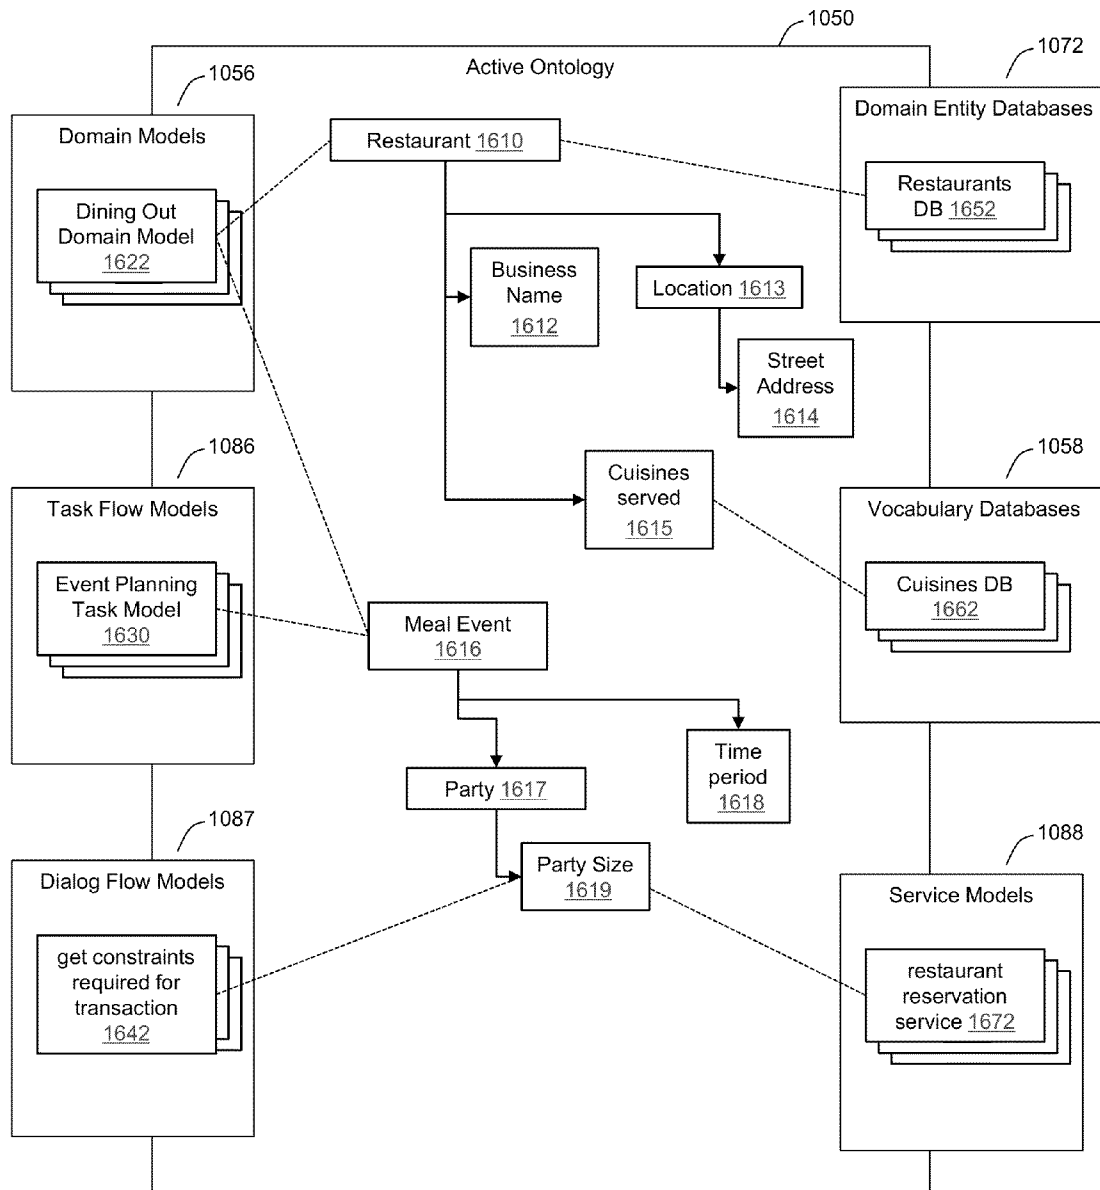 1050
Active Ontology
1056
Domain Models
Dining Out
Domain Model
1622
Restaurant 1610
Business
Name
1612
Location 1613
Street
Address
1614
Cuisines
served
1615
1072
Domain Entity Databases
Restaurants
DB 1652
1086
Task Flow Models
Event Planning
Task Model
1630
Meal Event
1616
Party 1617
Time
period
1618
Party Size
1619
1058
Vocabulary Databases
Cuisines DB
1662
1087
Dialog Flow Models
get constraints
required for
transaction
1642
1088
Service Models
restaurant
reservation
service 1672